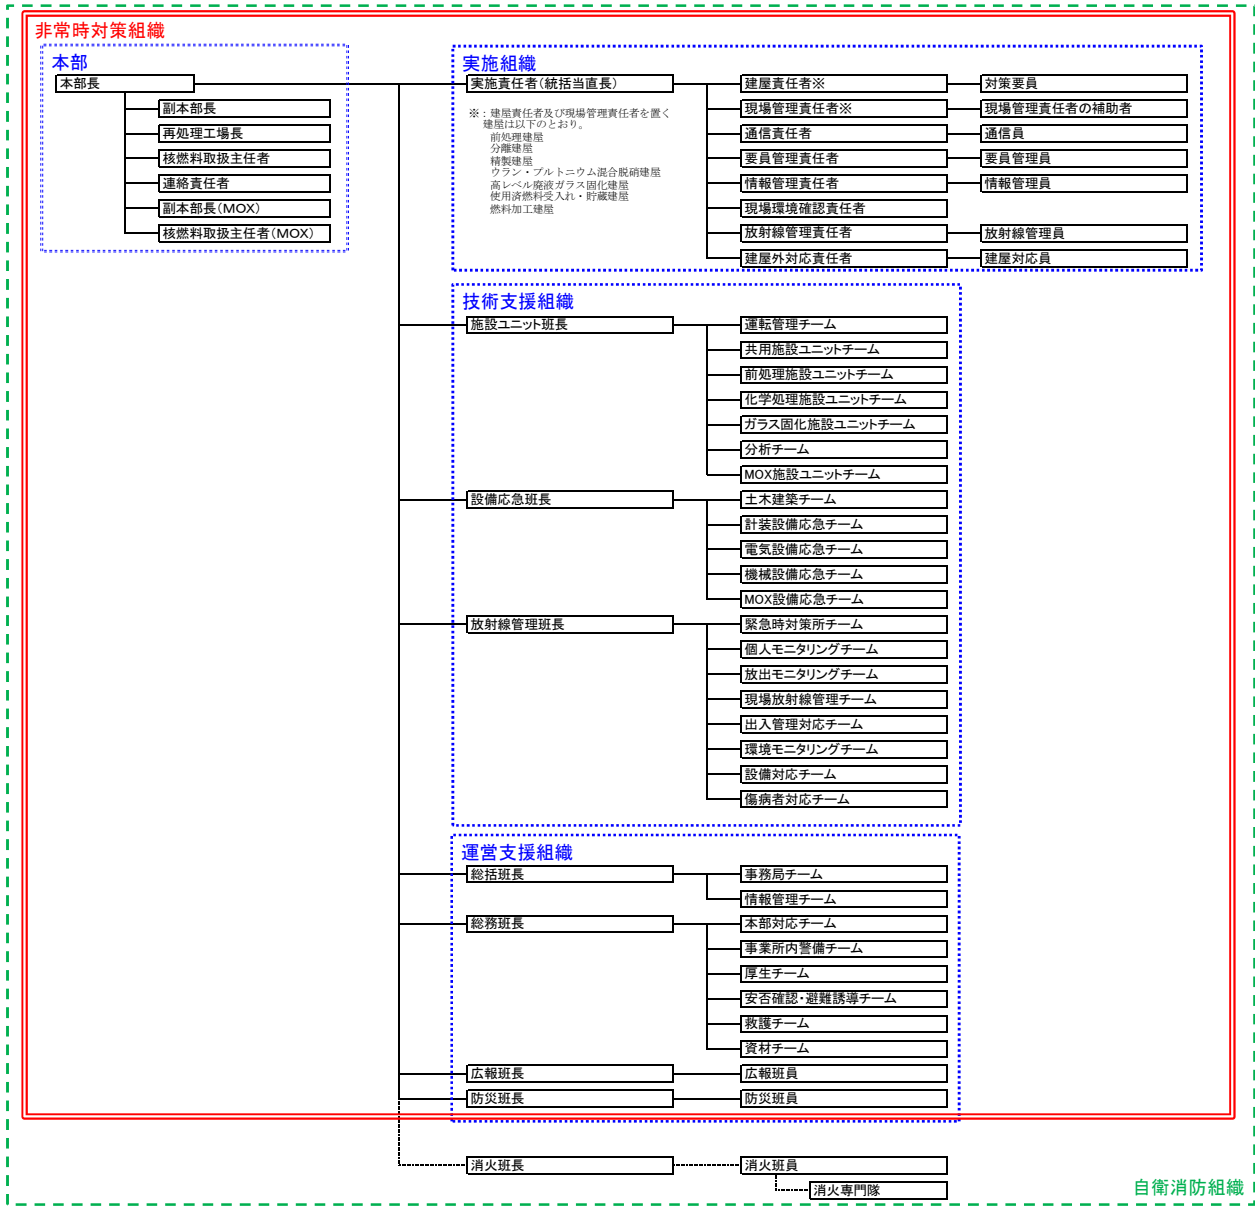 非常時対策組織
本部
本部長
副本部長
再処理工場長
核燃料取扱主任者
連絡責任者
副本部長(MOX)
核燃料取扱主任者(MOX)
実施組織
実施責任者(統括当直長)
※：建屋責任者及び現場管理責任者を置く
建屋は以下のとおり。
前処理建屋
分離建屋
精製建屋
ウラン・プルトニウム混合脱硝建屋
高レベル廃液ガラス固化建屋
使用済燃料受入れ・貯蔵建屋
燃料加工建屋
建屋責任者※
対策要員
現場管理責任者※
現場管理責任者の補助者
通信責任者
通信員
要員管理責任者
要員管理員
情報管理責任者
情報管理員
現場環境確認責任者
放射線管理責任者
放射線管理員
建屋外対応責任者
建屋対応員
技術支援組織
施設ユニット班長
運転管理チーム
共用施設ユニットチーム
前処理施設ユニットチーム
化学処理施設ユニットチーム
ガラス固化施設ユニットチーム
分析チーム
MOX施設ユニットチーム
設備応急班長
土木建築チーム
計装設備応急チーム
電気設備応急チーム
機械設備応急チーム
MOX設備応急チーム
放射線管理班長
緊急時対策所チーム
個人モニタリングチーム
放出モニタリングチーム
現場放射線管理チーム
出入管理対応チーム
環境モニタリングチーム
設備対応チーム
傷病者対応チーム
運営支援組織
総括班長
事務局チーム
情報管理チーム
総務班長
本部対応チーム
事業所内警備チーム
厚生チーム
安否確認・避難誘導チーム
救護チーム
資材チーム
広報班長
広報班員
防災班長
防災班員
消火班長
消火班員
消火専門隊
自衛消防組織